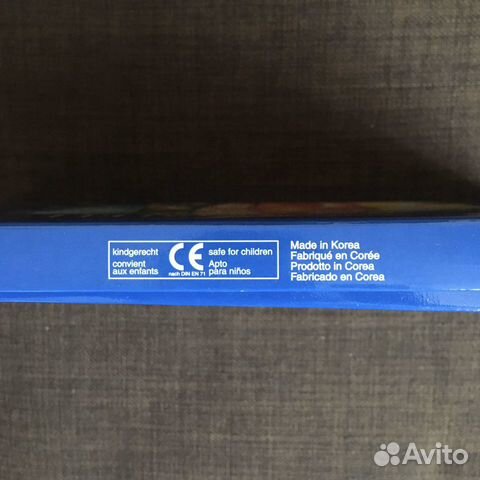 kindgerecht
convient
aux enfants
CE
nach DIN EN 71
safe for children
Apto
para niños
Made in Korea
Fabriqué en Corée
Prodotto in Corea
Fabricado en Corea
Avito